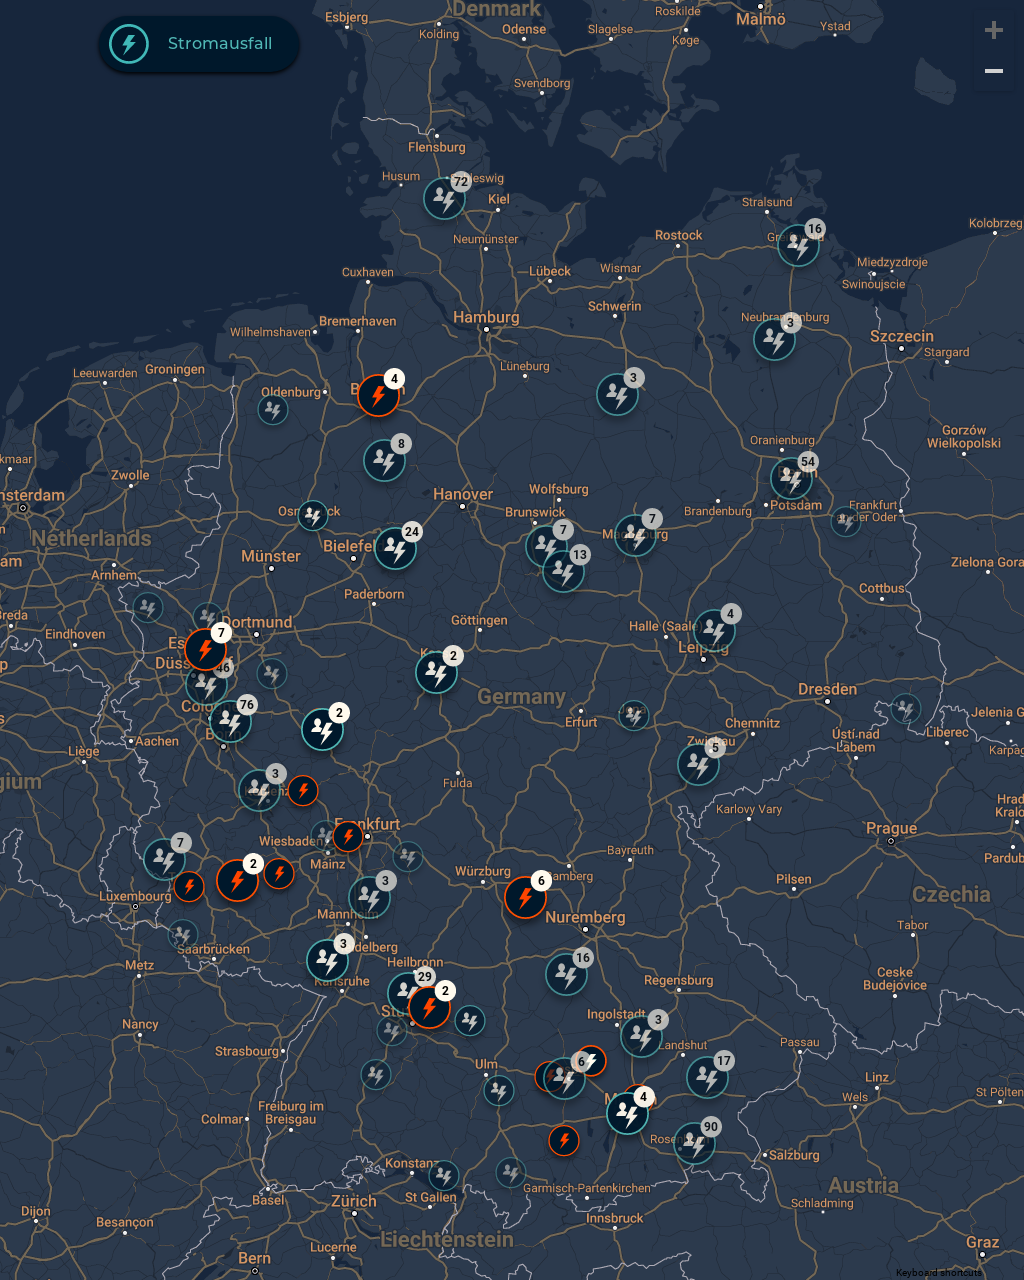 Denmark
Esbjerg
Kolding
Odense
Slagelse
Roskilde
Køge
Malmö
Ystad
Stromausfall
Svendborg
Flensburg
Husum
72
Kiel
Stralsund
16
Kolobrzeg
Neumünster
Rostock
Cuxhaven
Lübeck
Wismar
Miedzyzdroje
Swinoujscie
Schwerin
Hamburg
Bremerhaven
Wilhelmshaven
Neubrandenburg
3
Szczecin
Stargard
Groningen
Leeuwarden
Lüneburg
4
3
Oldenburg
8
Gorzów
Wielkopolski
Oranienburg
54
Zwolle
Hanover
Wolfsburg
Brunswick
Brandenburg
Potsdam
Frankfurt
an der Oder
24
7
7
Netherlands
Münster
13
Zielona Gora
Arnhem
Paderborn
Cottbus
Eindhoven
7
Dortmund
Göttingen
Halle (Saale)
4
Leipzig
2
46
Germany
Dresden
76
2
Erfurt
Chemnitz
Jelenia G
Aachen
Zwickau
5
Ústí nad
Labem
Liberec
Liège
3
Fulda
Karlovy Vary
Prague
Wiesbaden
Frankfurt
Mainz
7
2
Würzburg
6
Bamberg
Bayreuth
Pilsen
Luxembourg
3
Mannheim
Nuremberg
Czechia
Tabor
Saarbrücken
3
Heilbronn
Metz
Karlsruhe
29
2
16
Regensburg
Ceske
Budejovice
Nancy
Ingolstadt
3
Strasbourg
Landshut
Passau
Ulm
6
17
Linz
Wels
St Pölten
Colmar
Freiburg im
Breisgau
4
90
Salzburg
Konstanz
St Gallen
Garmisch-Partenkirchen
Austria
Basel
Zürich
Schladming
Dijon
Besançon
Innsbruck
Liechtenstein
Lucerne
Bern
Graz
Keyboard shortcuts